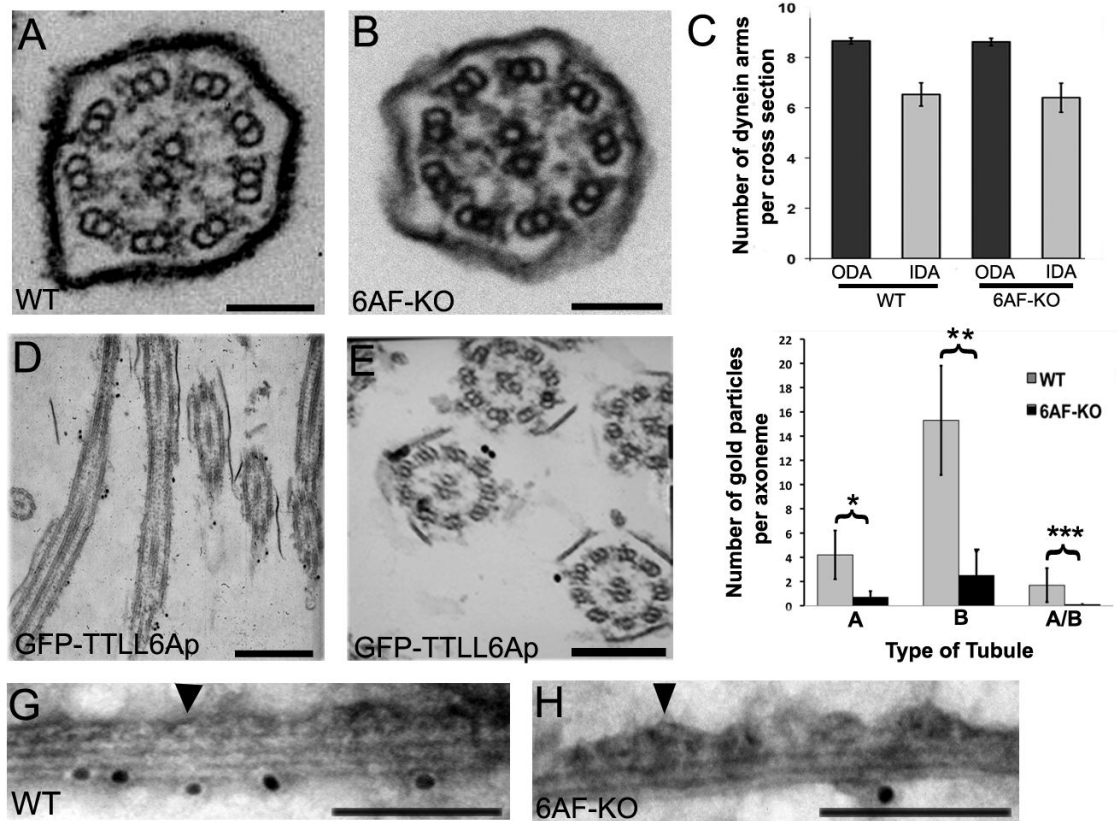 A
WT
B
6AF-KO
C
Number of dynein arms
per cross section
10
8
6
4
2
0
ODA IDA ODA IDA
WT 6AF-KO
D
GFP-TTLL6Ap
E
GFP-TTLL6Ap
Number of gold particles
per axoneme
22
20
18
16
14
12
10
8
6
4
2
0
*
**
***
WT
6AF-KO
A B A/B
Type of Tubule
G
WT
H
6AF-KO